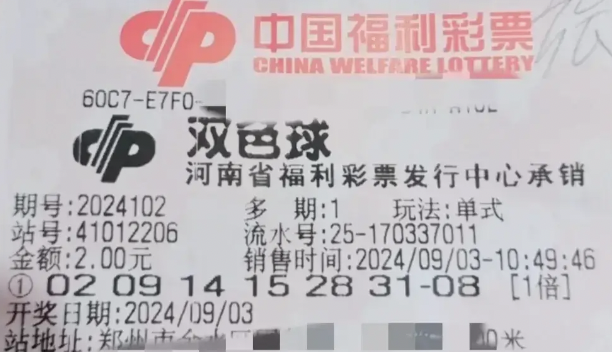 中国福利彩票
CHINA WELFARE LOTTERY
60C7-E7F0-
双色球
河南省福利彩票发行中心承销
期号:2024102 多 期:1 玩法:单式
站号:41012206 流水号:25-170337011
金额:2.00元 销售时间:2024/09/03-10:49:46
① 02 09 14 15 28 31-08 [1倍]
开奖日期:2024/09/03
站地址:郑州市金水区 米